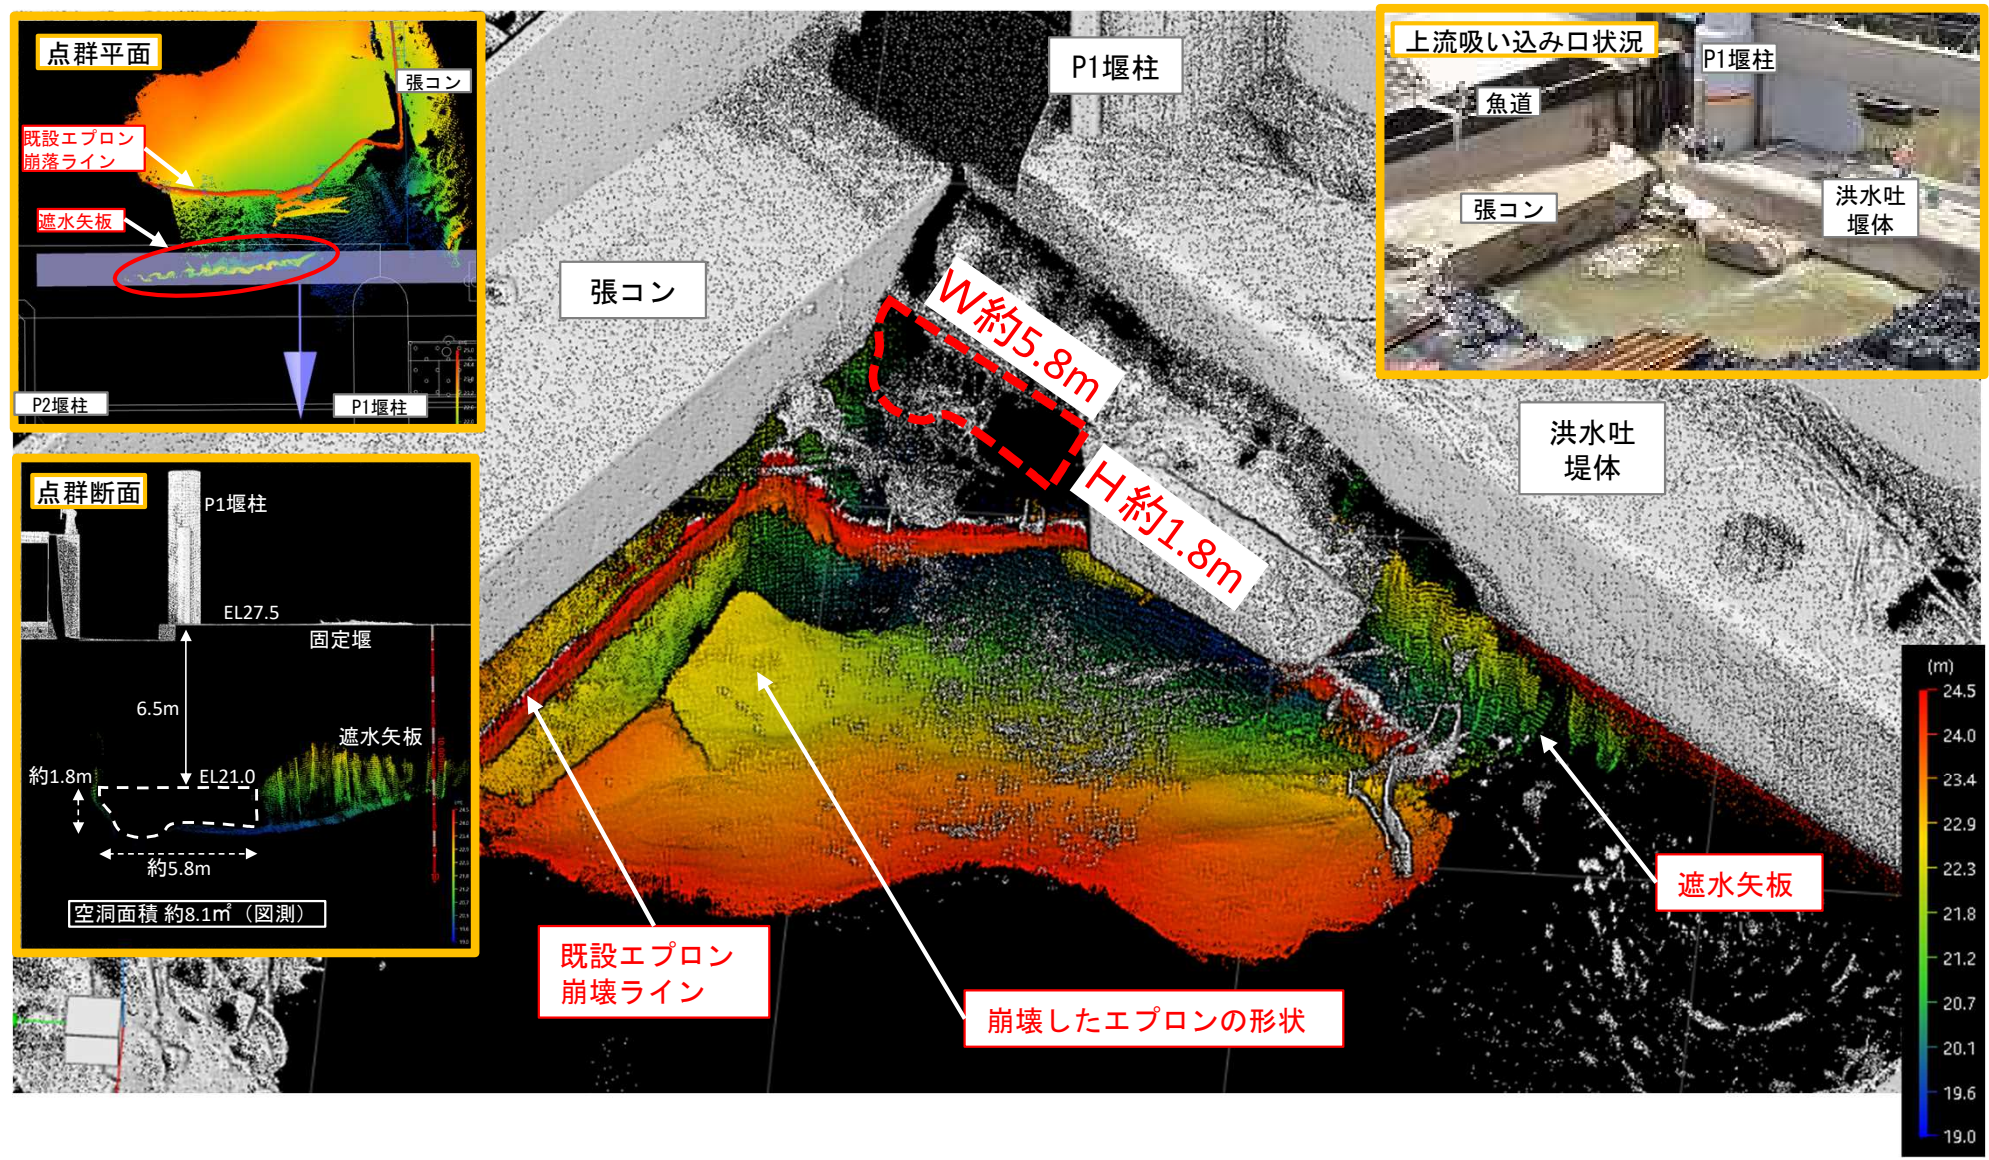 点群平面
張コン
既設エプロン
崩落ライン
遮水矢板
P2堰柱
P1堰柱
点群断面
P1堰柱
EL27.5
固定堰
6.5m
遮水矢板
約1.8m
EL21.0
約5.8m
空洞面積 約8.1㎡（図測）
P1堰柱
張コン
W約5.8m
H約1.8m
洪水吐
堤体
既設エプロン
崩壊ライン
崩壊したエプロンの形状
遮水矢板
上流吸い込み口状況
P1堰柱
魚道
張コン
洪水吐
堰体
(m)
24.5
24.0
23.4
22.9
22.3
21.8
21.2
20.7
20.1
19.6
19.0